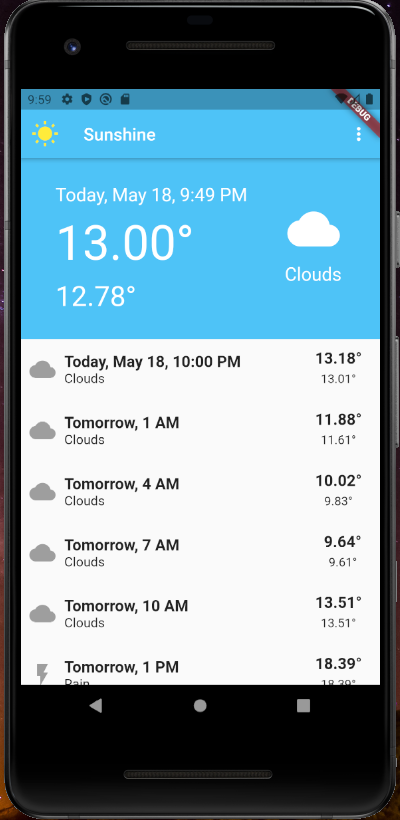 9:59
DEBUG
Sunshine
Today, May 18, 9:49 PM
13.00°
12.78°
Clouds
Today, May 18, 10:00 PM
Clouds
13.18°
13.01°
Tomorrow, 1 AM
Clouds
11.88°
11.61°
Tomorrow, 4 AM
Clouds
10.02°
9.83°
Tomorrow, 7 AM
Clouds
9.64°
9.61°
Tomorrow, 10 AM
Clouds
13.51°
13.51°
Tomorrow, 1 PM
Rain
18.39°
18.39°